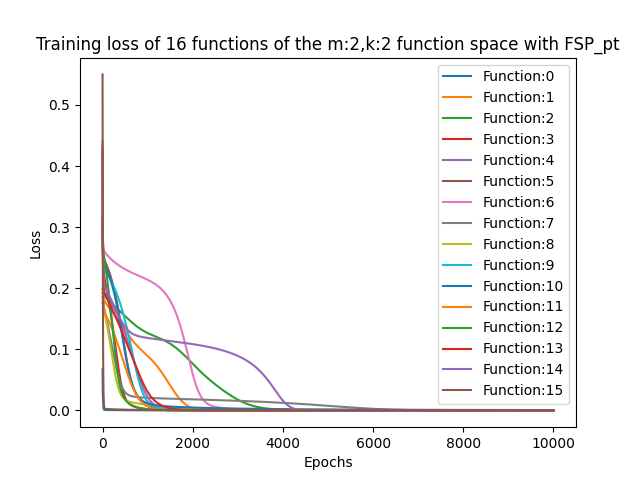 Training loss of 16 functions of the m:2,k:2 function space with FSP_pt
Loss
0.5
0.4
0.3
0.2
0.1
0.0
Function:0
Function:1
Function:2
Function:3
Function:4
Function:5
Function:6
Function:7
Function:8
Function:9
Function:10
Function:11
Function:12
Function:13
Function:14
Function:15
0 2000 4000 6000 8000 10000
Epochs